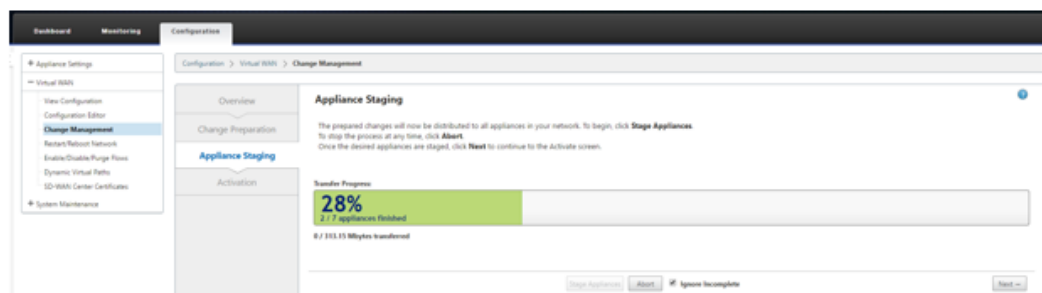 Dashboard Monitoring Configuration
+ Appliance Settings
− Virtual WAN
View Configuration
Configuration Editor
Change Management
Restart/Reboot Network
Enable/Disable/Purge Flows
Dynamic Virtual Paths
SD-WAN Center Certificates
+ System Maintenance
Configuration > Virtual WAN > Change Management
Overview
Change Preparation
Appliance Staging
Activation
Appliance Staging
?
The prepared changes will now be distributed to all appliances in your network. To begin, click Stage Appliances.
To stop the process at any time, click Abort.
Once the desired appliances are staged, click Next to continue to the Activate screen.
Transfer Progress:
28%
2 / 7 appliances finished
0 / 313.15 Mbytes transferred
Stage Appliances Abort Ignore Incomplete Next →